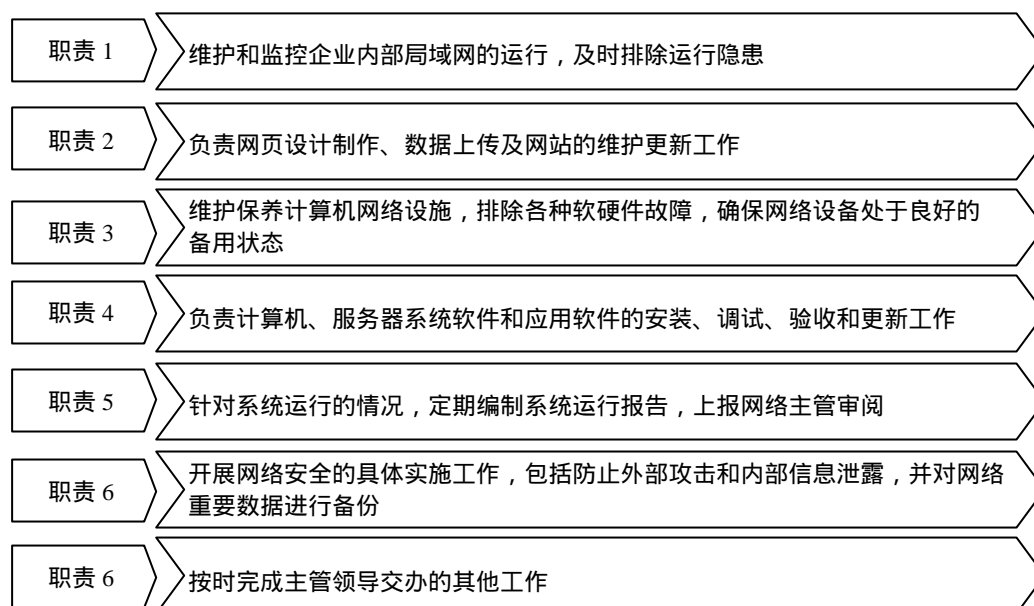 职责 1
维护和监控企业内部局域网的运行，及时排除运行隐患
职责 2
负责网页设计制作、数据上传及网站的维护更新工作
职责 3
维护保养计算机网络设施，排除各种软硬件故障，确保网络设备处于良好的
备用状态
职责 4
负责计算机、服务器系统软件和应用软件的安装、调试、验收和更新工作
职责 5
针对系统运行的情况，定期编制系统运行报告，上报网络主管审阅
职责 6
开展网络安全的具体实施工作，包括防止外部攻击和内部信息泄露，并对网络
重要数据进行备份
职责 6
按时完成主管领导交办的其他工作